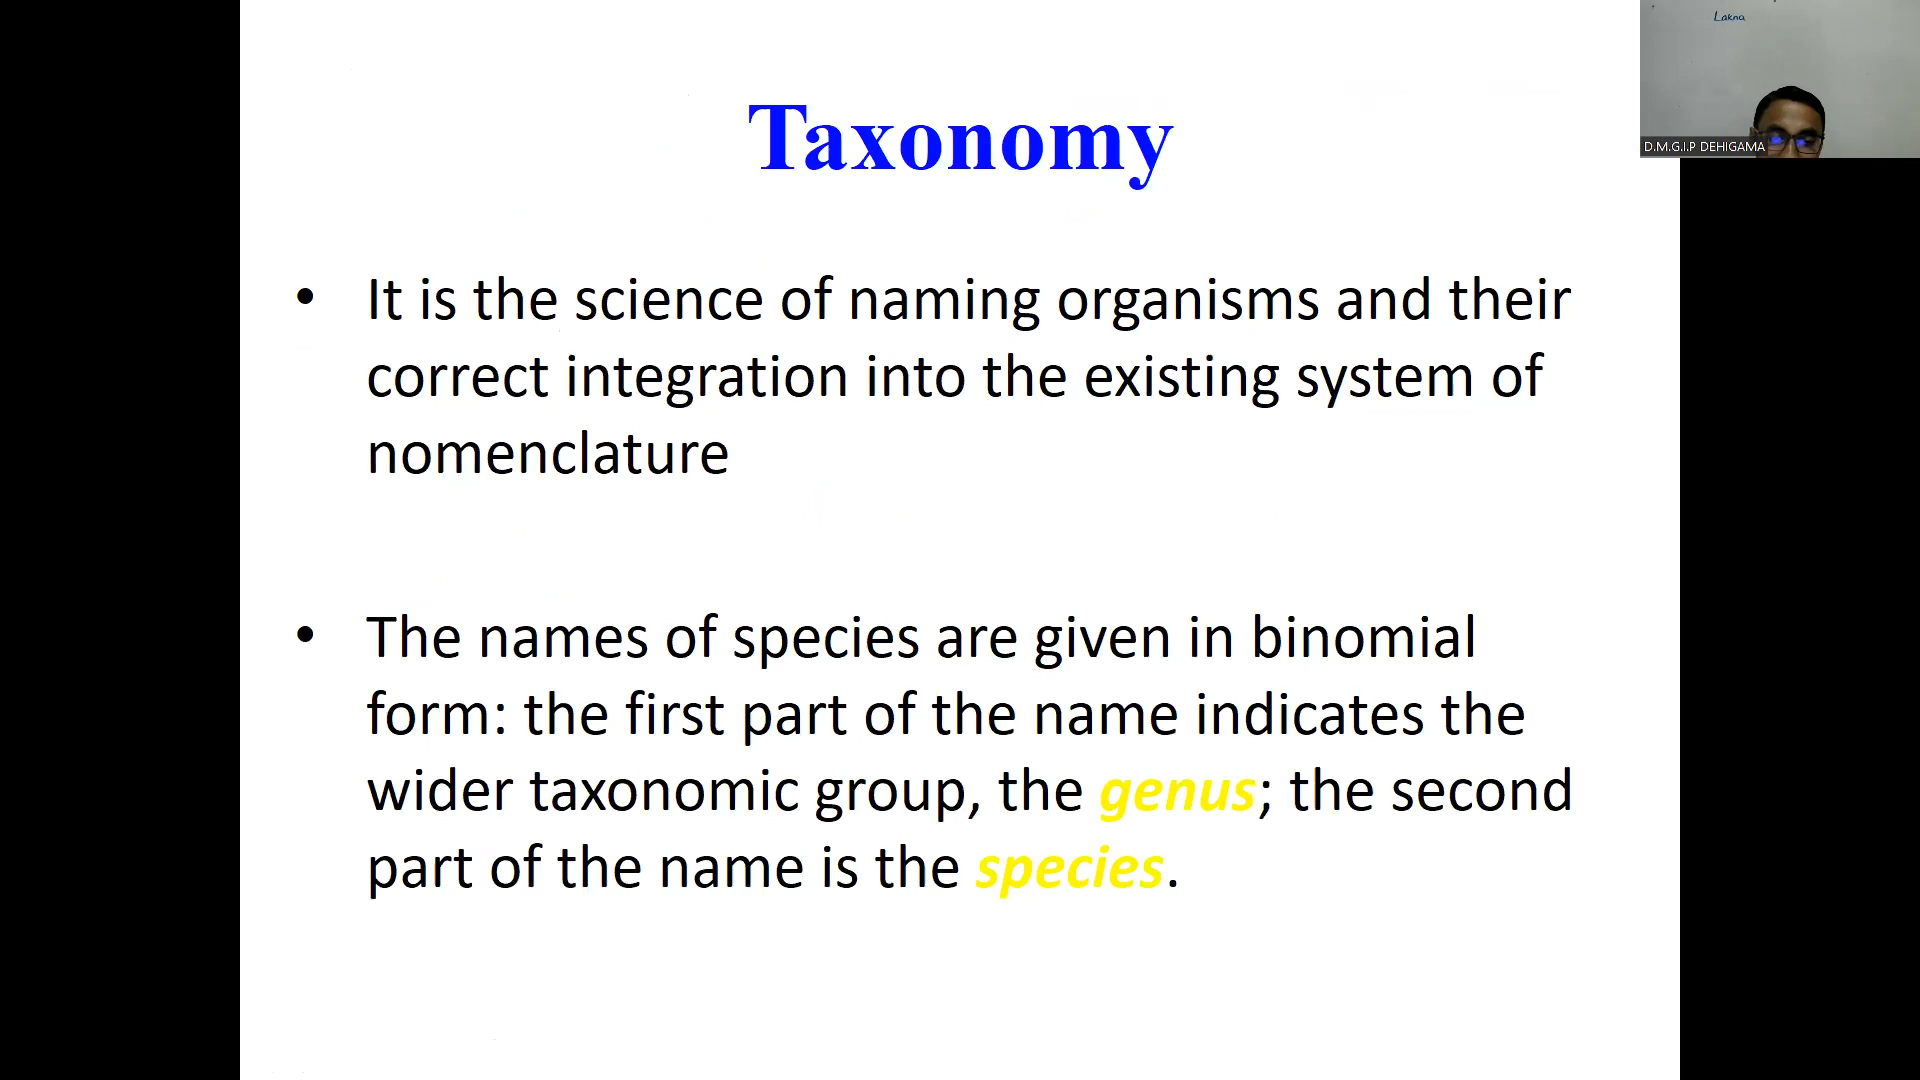 Lakna
D.M.G.I.P DEHIGAMA
Taxonomy
• It is the science of naming organisms and their
correct integration into the existing system of
nomenclature
• The names of species are given in binomial
form: the first part of the name indicates the
wider taxonomic group, the genus; the second
part of the name is the species.